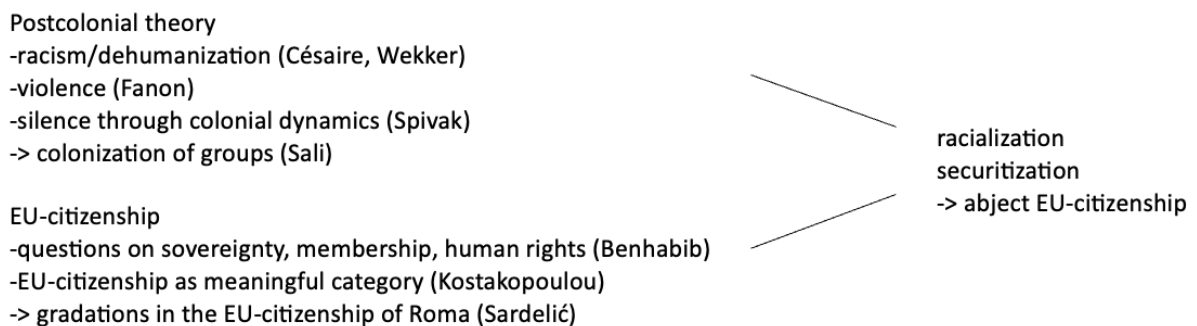 Postcolonial theory
-racism/dehumanization (Césaire, Wekker)
-violence (Fanon)
-silence through colonial dynamics (Spivak)
-> colonization of groups (Sali)
EU-citizenship
-questions on sovereignty, membership, human rights (Benhabib)
-EU-citizenship as meaningful category (Kostakopoulou)
-> gradations in the EU-citizenship of Roma (Sardelić)
racialization
securitization
-> abject EU-citizenship